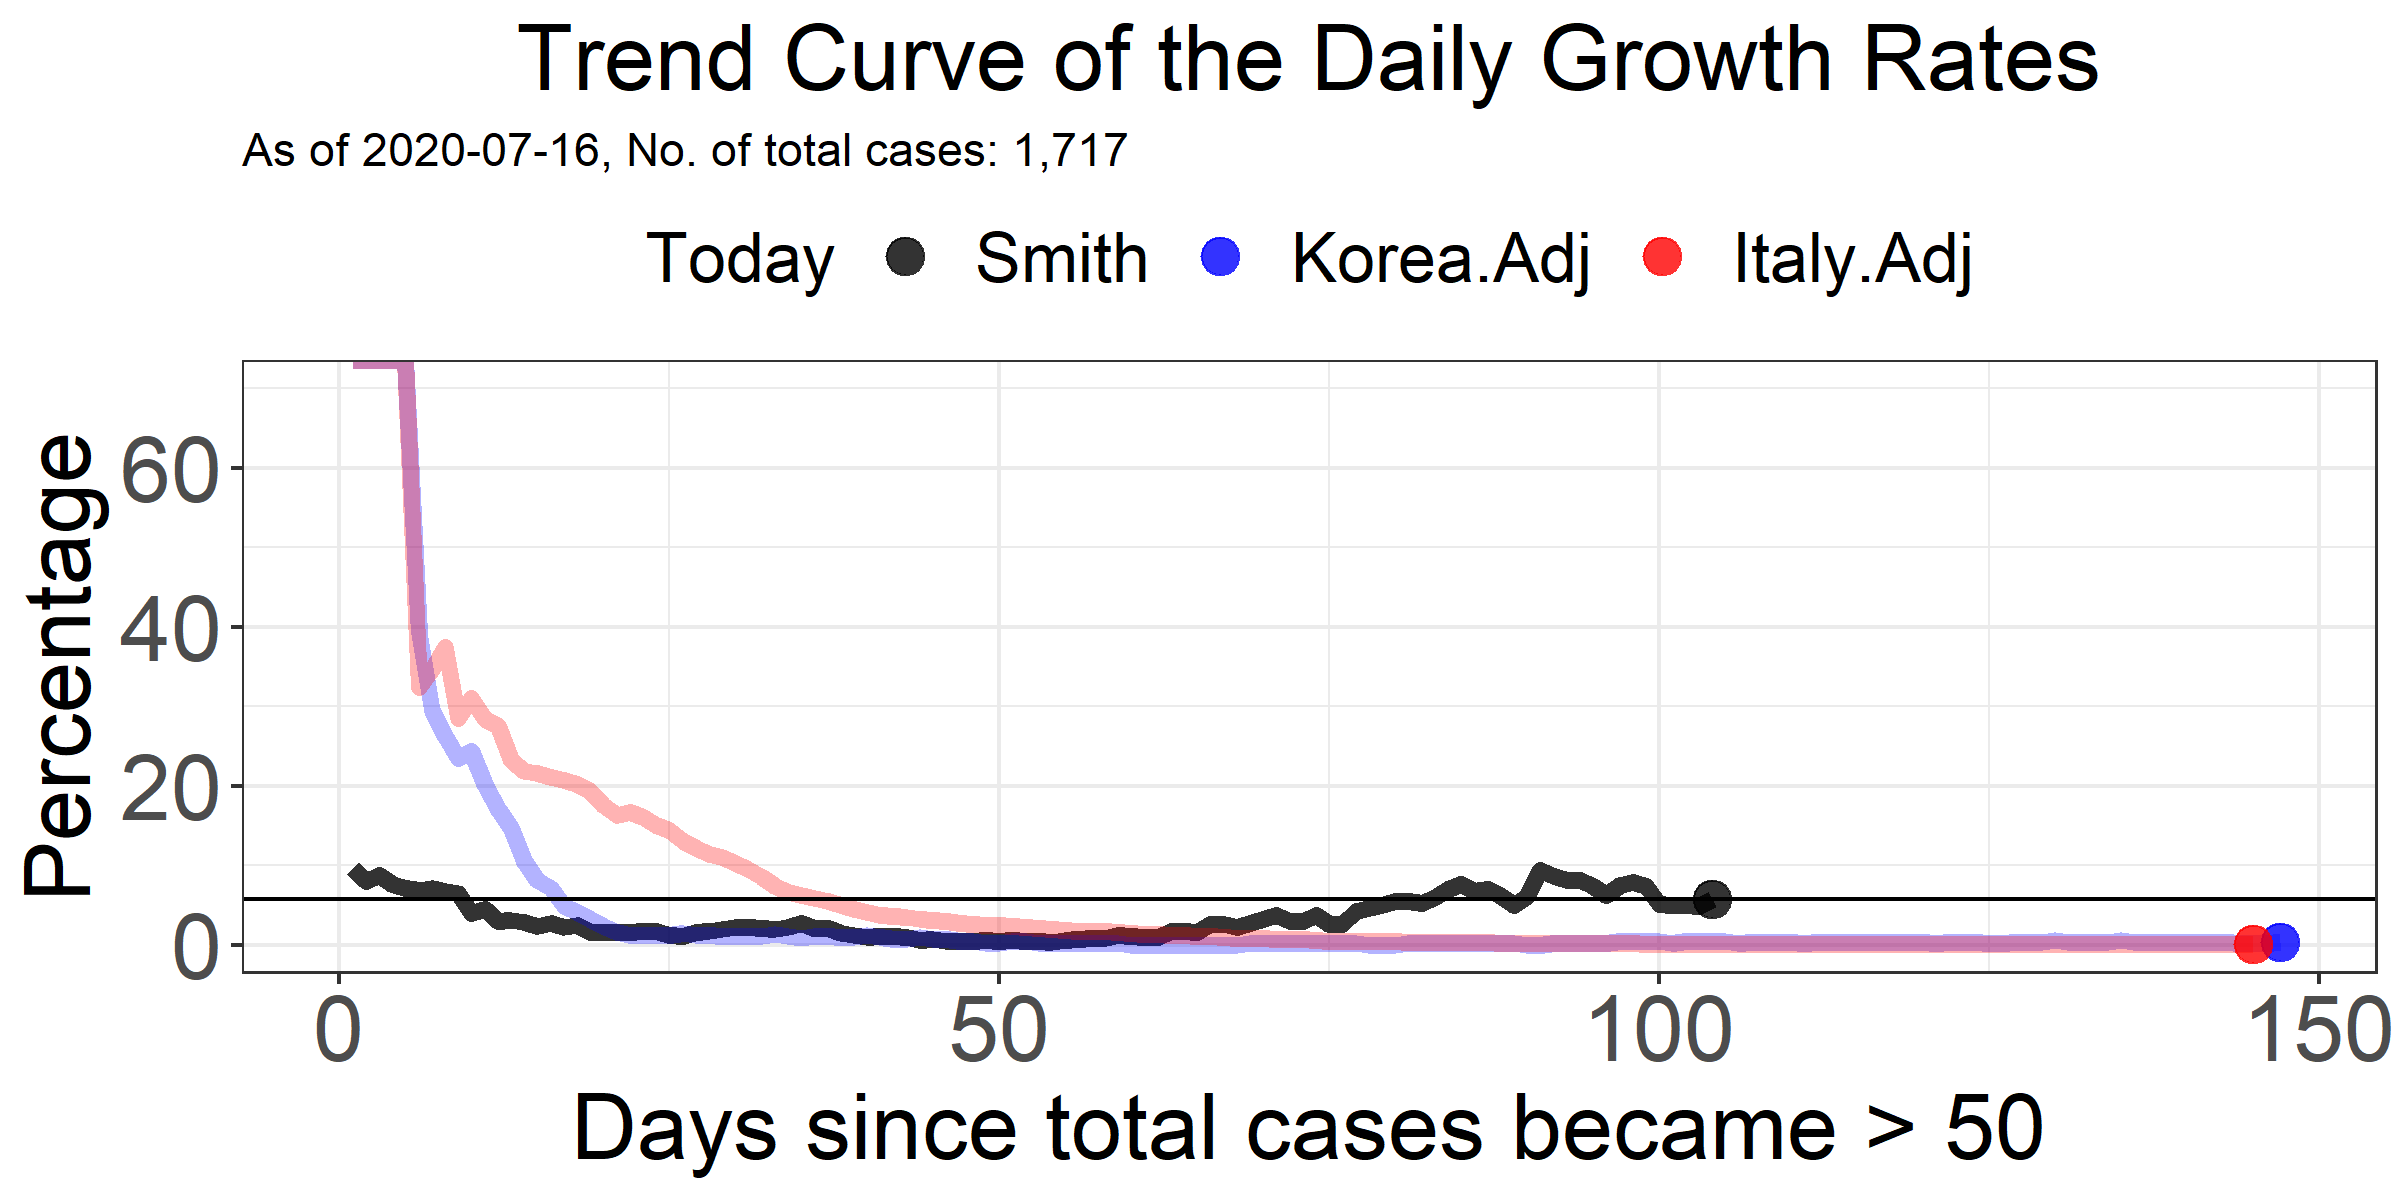 Trend Curve of the Daily Growth Rates
As of 2020-07-16, No. of total cases: 1,717
Today Smith Korea.Adj Italy.Adj
Percentage
60
40
20
0
0 50 100 150
Days since total cases became > 50